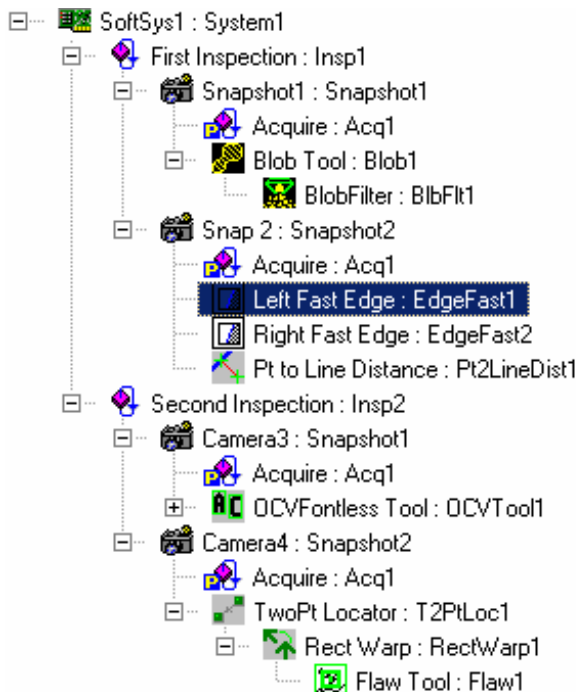 SoftSys1 : System1
First Inspection : Insp1
Snapshot1 : Snapshot1
Acquire : Acq1
Blob Tool : Blob1
BlobFilter : BlbFlt1
Snap 2 : Snapshot2
Acquire : Acq1
Left Fast Edge : EdgeFast1
Right Fast Edge : EdgeFast2
Pt to Line Distance : Pt2LineDist1
Second Inspection : Insp2
Camera3 : Snapshot1
Acquire : Acq1
OCVFontless Tool : OCVTool1
Camera4 : Snapshot2
Acquire : Acq1
TwoPt Locator : T2PtLoc1
Rect Warp : RectWarp1
Flaw Tool : Flaw1